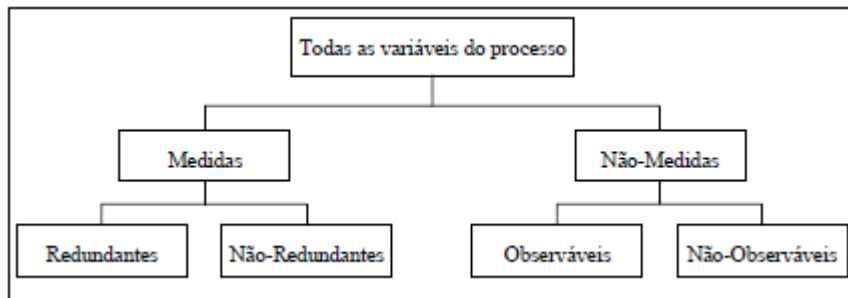 Todas as variáveis do processo
Medidas
Não-Medidas
Redundantes
Não-Redundantes
Observáveis
Não-Observáveis